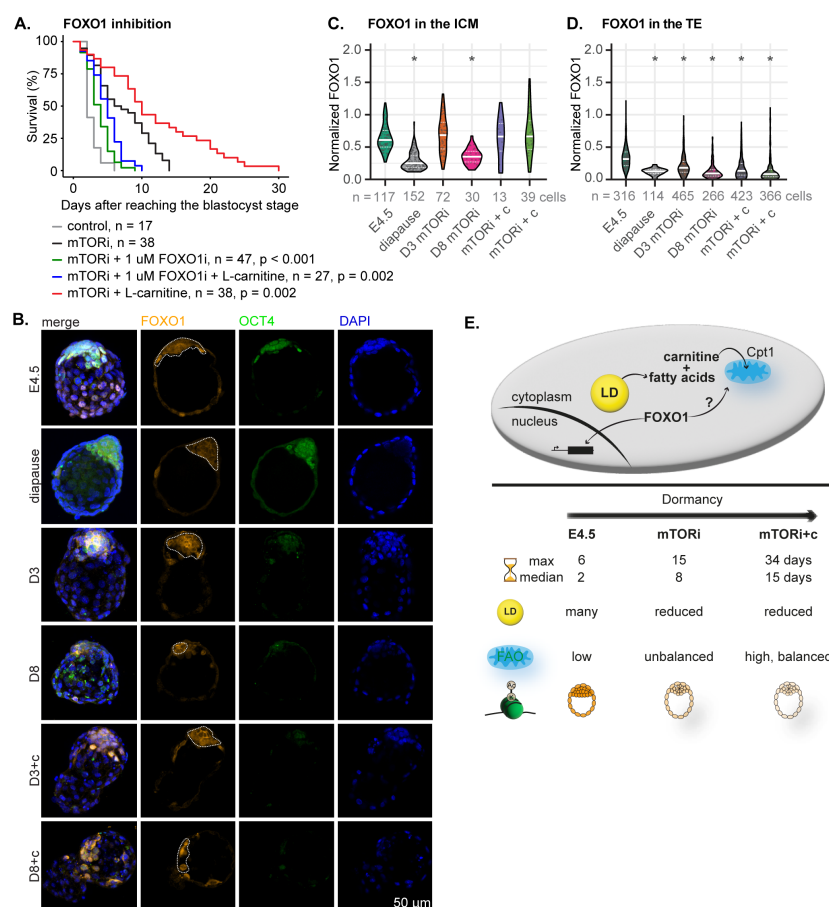 A. FOXO1 inhibition
100
75
50
25
0
Survival (%)
0 10 20 30
Days after reaching the blastocyst stage
control, n = 17
mTORi, n = 38
mTORi + 1 uM FOXO1i, n = 47, p < 0.001
mTORi + 1 uM FOXO1i + L-carnitine, n = 27, p = 0.002
mTORi + L-carnitine, n = 38, p = 0.002
C. FOXO1 in the ICM
2.0
1.5
1.0
0.5
0.0
Normalized FOXO1
* *
n = 117 152 72 30 13 39 cells
E4.5
diapause
D3 mTORi
D8 mTORi
mTORi + c
mTORi + c
D. FOXO1 in the TE
2.0
1.5
1.0
0.5
0.0
Normalized FOXO1
* * * * *
n = 316 114 465 266 423 366 cells
E4.5
diapause
D3 mTORi
D8 mTORi
mTORi + c
mTORi + c
B. merge FOXO1 OCT4 DAPI
E4.5
diapause
D3
D8
D3+c
D8+c
50 µm
E.
carnitine
+
fatty acids
Cpt1
LD
cytoplasm
nucleus
FOXO1
?
Dormancy
E4.5 mTORi mTORi+c
max 6 15 34 days
median 2 8 15 days
LD many reduced reduced
FAO low unbalanced high, balanced